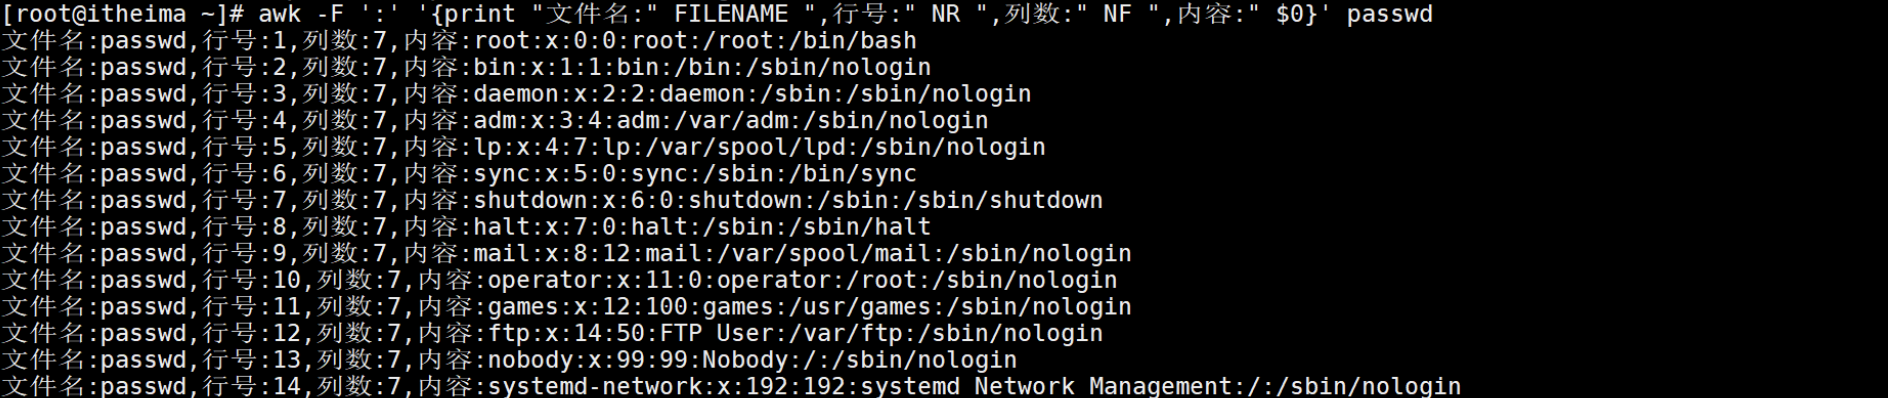 [root@itheima ~]# awk -F ':' '{print "文件名:" FILENAME ",行号:" NR ",列数:" NF ",内容:" $0}' passwd
文件名:passwd,行号:1,列数:7,内容:root:x:0:0:root:/root:/bin/bash
文件名:passwd,行号:2,列数:7,内容:bin:x:1:1:bin:/bin:/sbin/nologin
文件名:passwd,行号:3,列数:7,内容:daemon:x:2:2:daemon:/sbin:/sbin/nologin
文件名:passwd,行号:4,列数:7,内容:adm:x:3:4:adm:/var/adm:/sbin/nologin
文件名:passwd,行号:5,列数:7,内容:lp:x:4:7:lp:/var/spool/lpd:/sbin/nologin
文件名:passwd,行号:6,列数:7,内容:sync:x:5:0:sync:/sbin:/bin/sync
文件名:passwd,行号:7,列数:7,内容:shutdown:x:6:0:shutdown:/sbin:/sbin/shutdown
文件名:passwd,行号:8,列数:7,内容:halt:x:7:0:halt:/sbin:/sbin/halt
文件名:passwd,行号:9,列数:7,内容:mail:x:8:12:mail:/var/spool/mail:/sbin/nologin
文件名:passwd,行号:10,列数:7,内容:operator:x:11:0:operator:/root:/sbin/nologin
文件名:passwd,行号:11,列数:7,内容:games:x:12:100:games:/usr/games:/sbin/nologin
文件名:passwd,行号:12,列数:7,内容:ftp:x:14:50:FTP User:/var/ftp:/sbin/nologin
文件名:passwd,行号:13,列数:7,内容:nobody:x:99:99:Nobody:/:/sbin/nologin
文件名:passwd,行号:14,列数:7,内容:systemd-network:x:192:192:systemd Network Management:/:/sbin/nologin